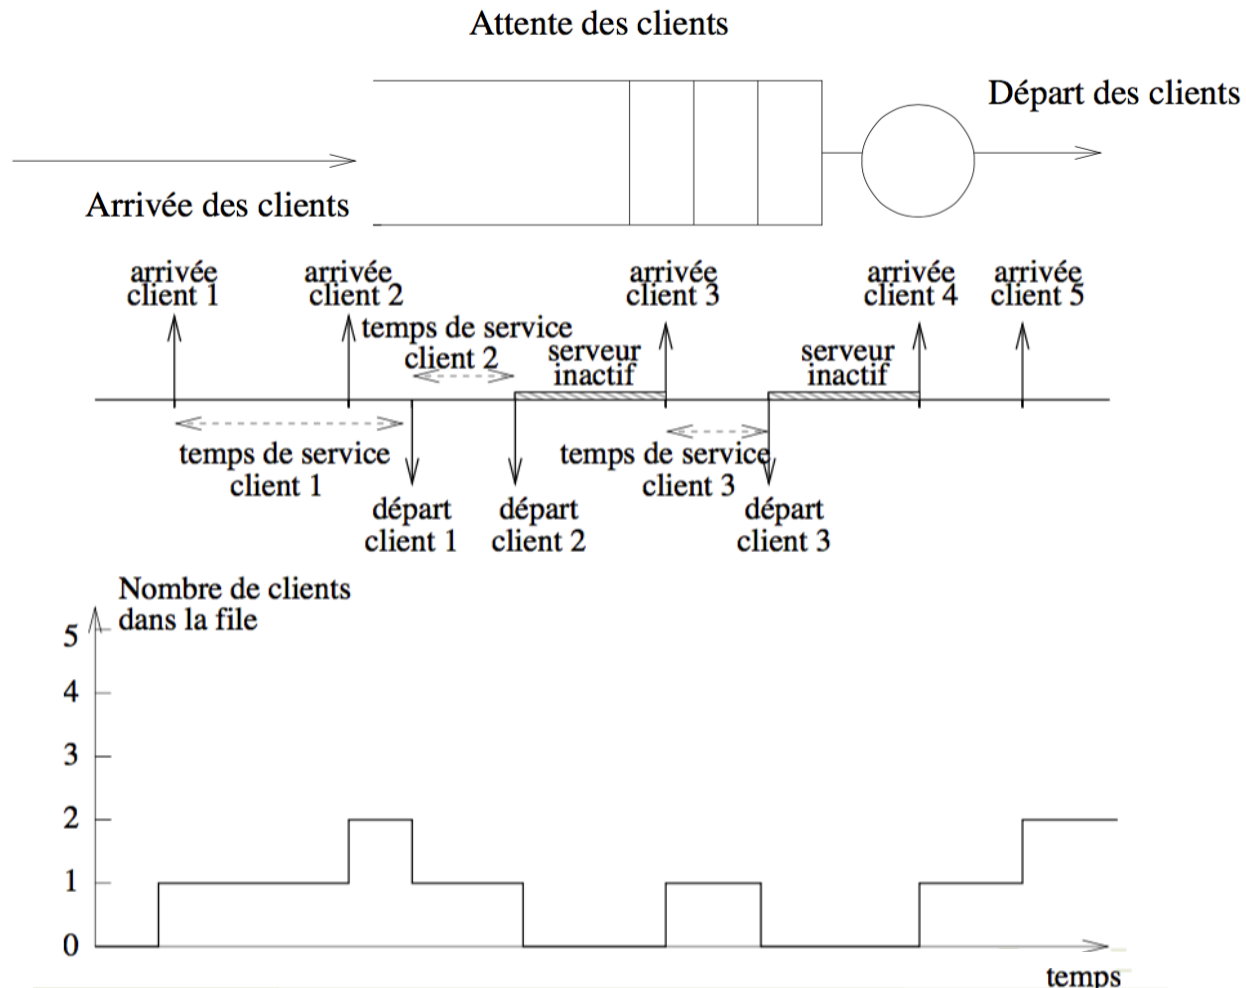 Attente des clients
Départ des clients
Arrivée des clients
arrivée
client 1
arrivée
client 2
arrivée
client 3
arrivée
client 4
arrivée
client 5
temps de service
client 2
serveur
inactif
serveur
inactif
temps de service
client 1
temps de service
client 3
départ
client 1
départ
client 2
départ
client 3
Nombre de clients
dans la file
5
4
3
2
1
0
temps